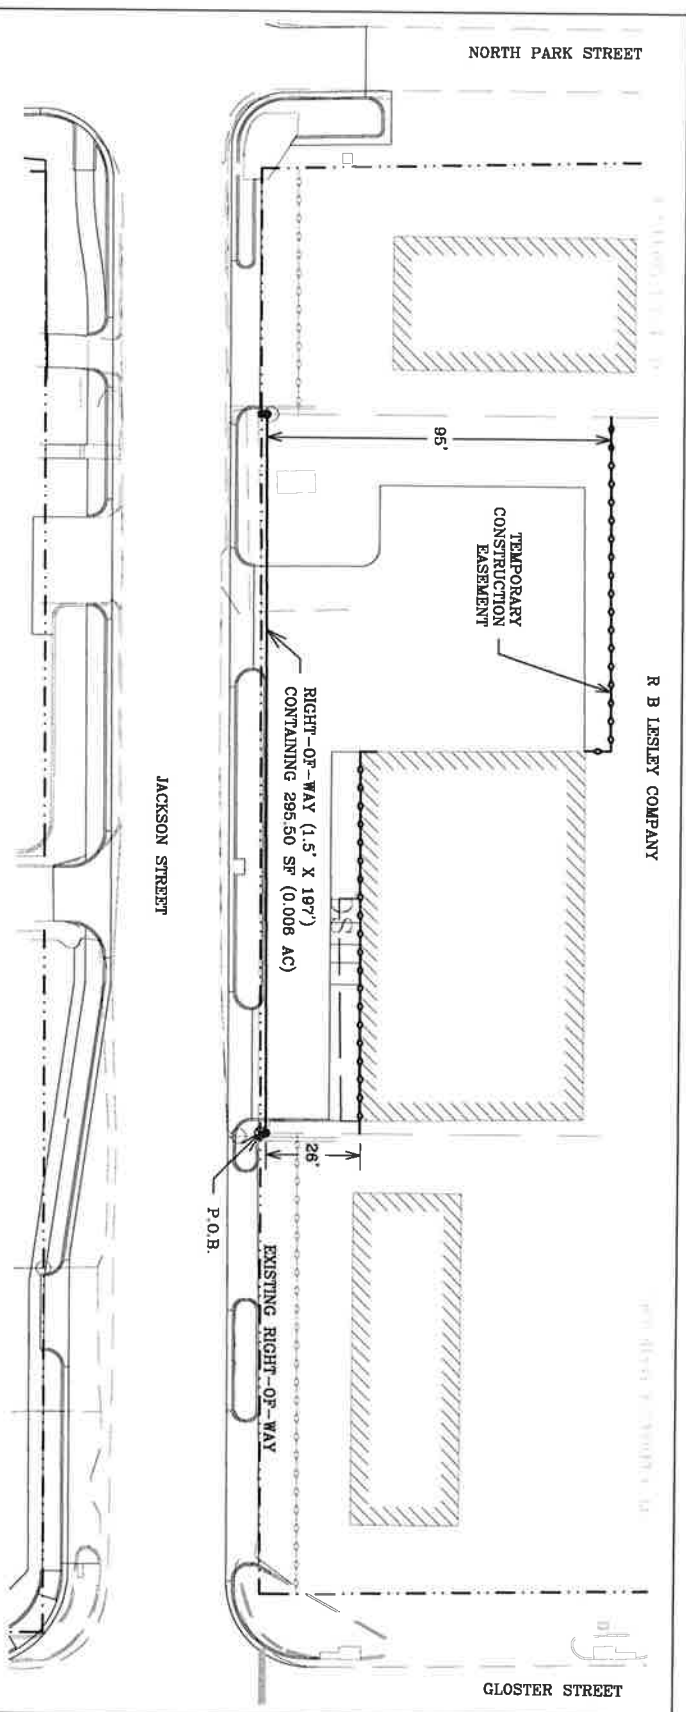 NORTH PARK STREET
95'
TEMPORARY
CONSTRUCTION
EASEMENT
R B LESLEY COMPANY
RIGHT-OF-WAY (1.5' X 197')
CONTAINING 295.50 SF (0.006 AC)
JACKSON STREET
26'
P.O.B.
EXISTING RIGHT-OF-WAY
GLOSTER STREET